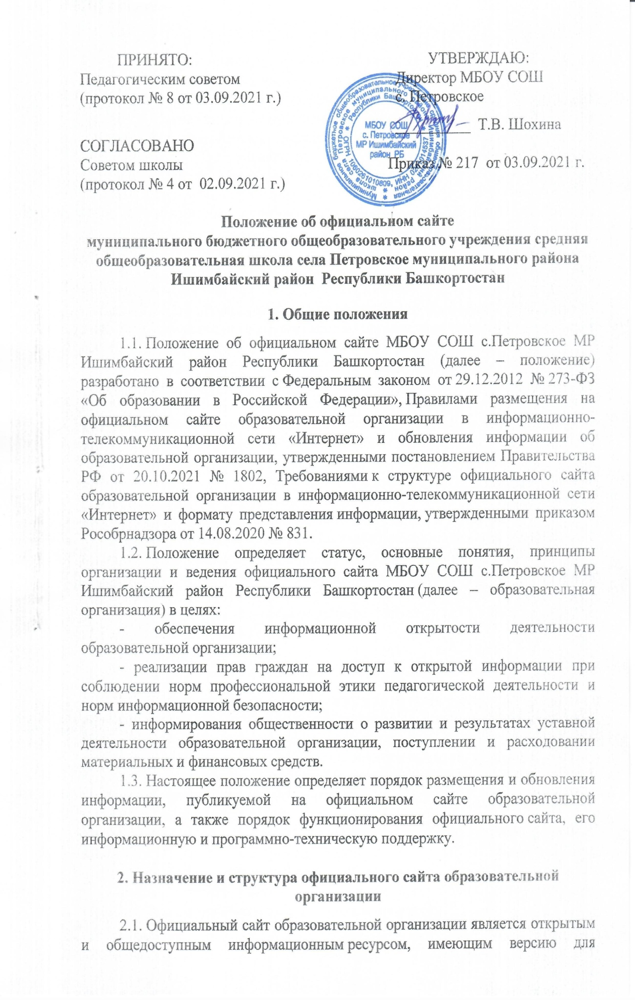 ПРИНЯТО:
Педагогическим советом
(протокол № 8 от 03.09.2021 г.)
СОГЛАСОВАНО
Советом школы
(протокол № 4 от 02.09.2021 г.)
УТВЕРЖДАЮ:
Директор МБОУ СОШ
с. Петровское
Т.В. Шохина
Приказ № 217 от 03.09.2021 г.
МБОУ СОШ
с. Петровское
МР Ишимбайский
район РБ
Положение об официальном сайте
муниципального бюджетного общеобразовательного учреждения средняя
общеобразовательная школа села Петровское муниципального района
Ишимбайский район Республики Башкортостан
1. Общие положения
1.1. Положение об официальном сайте МБОУ СОШ с.Петровское МР
Ишимбайский район Республики Башкортостан (далее – положение)
разработано в соответствии с Федеральным законом от 29.12.2012 № 273-ФЗ
«Об образовании в Российской Федерации», Правилами размещения на
официальном сайте образовательной организации в информационно-
телекоммуникационной сети «Интернет» и обновления информации об
образовательной организации, утвержденными постановлением Правительства
РФ от 20.10.2021 № 1802, Требованиями к структуре официального сайта
образовательной организации в информационно-телекоммуникационной сети
«Интернет» и формату представления информации, утвержденными приказом
Рособрнадзора от 14.08.2020 № 831.
1.2. Положение определяет статус, основные понятия, принципы
организации и ведения официального сайта МБОУ СОШ с.Петровское МР
Ишимбайский район Республики Башкортостан (далее – образовательная
организация) в целях:
- обеспечения информационной открытости деятельности
образовательной организации;
- реализации прав граждан на доступ к открытой информации при
соблюдении норм профессиональной этики педагогической деятельности и
норм информационной безопасности;
- информирования общественности о развитии и результатах уставной
деятельности образовательной организации, поступлении и расходовании
материальных и финансовых средств.
1.3. Настоящее положение определяет порядок размещения и обновления
информации, публикуемой на официальном сайте образовательной
организации, а также порядок функционирования официального сайта, его
информационную и программно-техническую поддержку.
2. Назначение и структура официального сайта образовательной
организации
2.1. Официальный сайт образовательной организации является открытым
и общедоступным информационным ресурсом, имеющим версию для